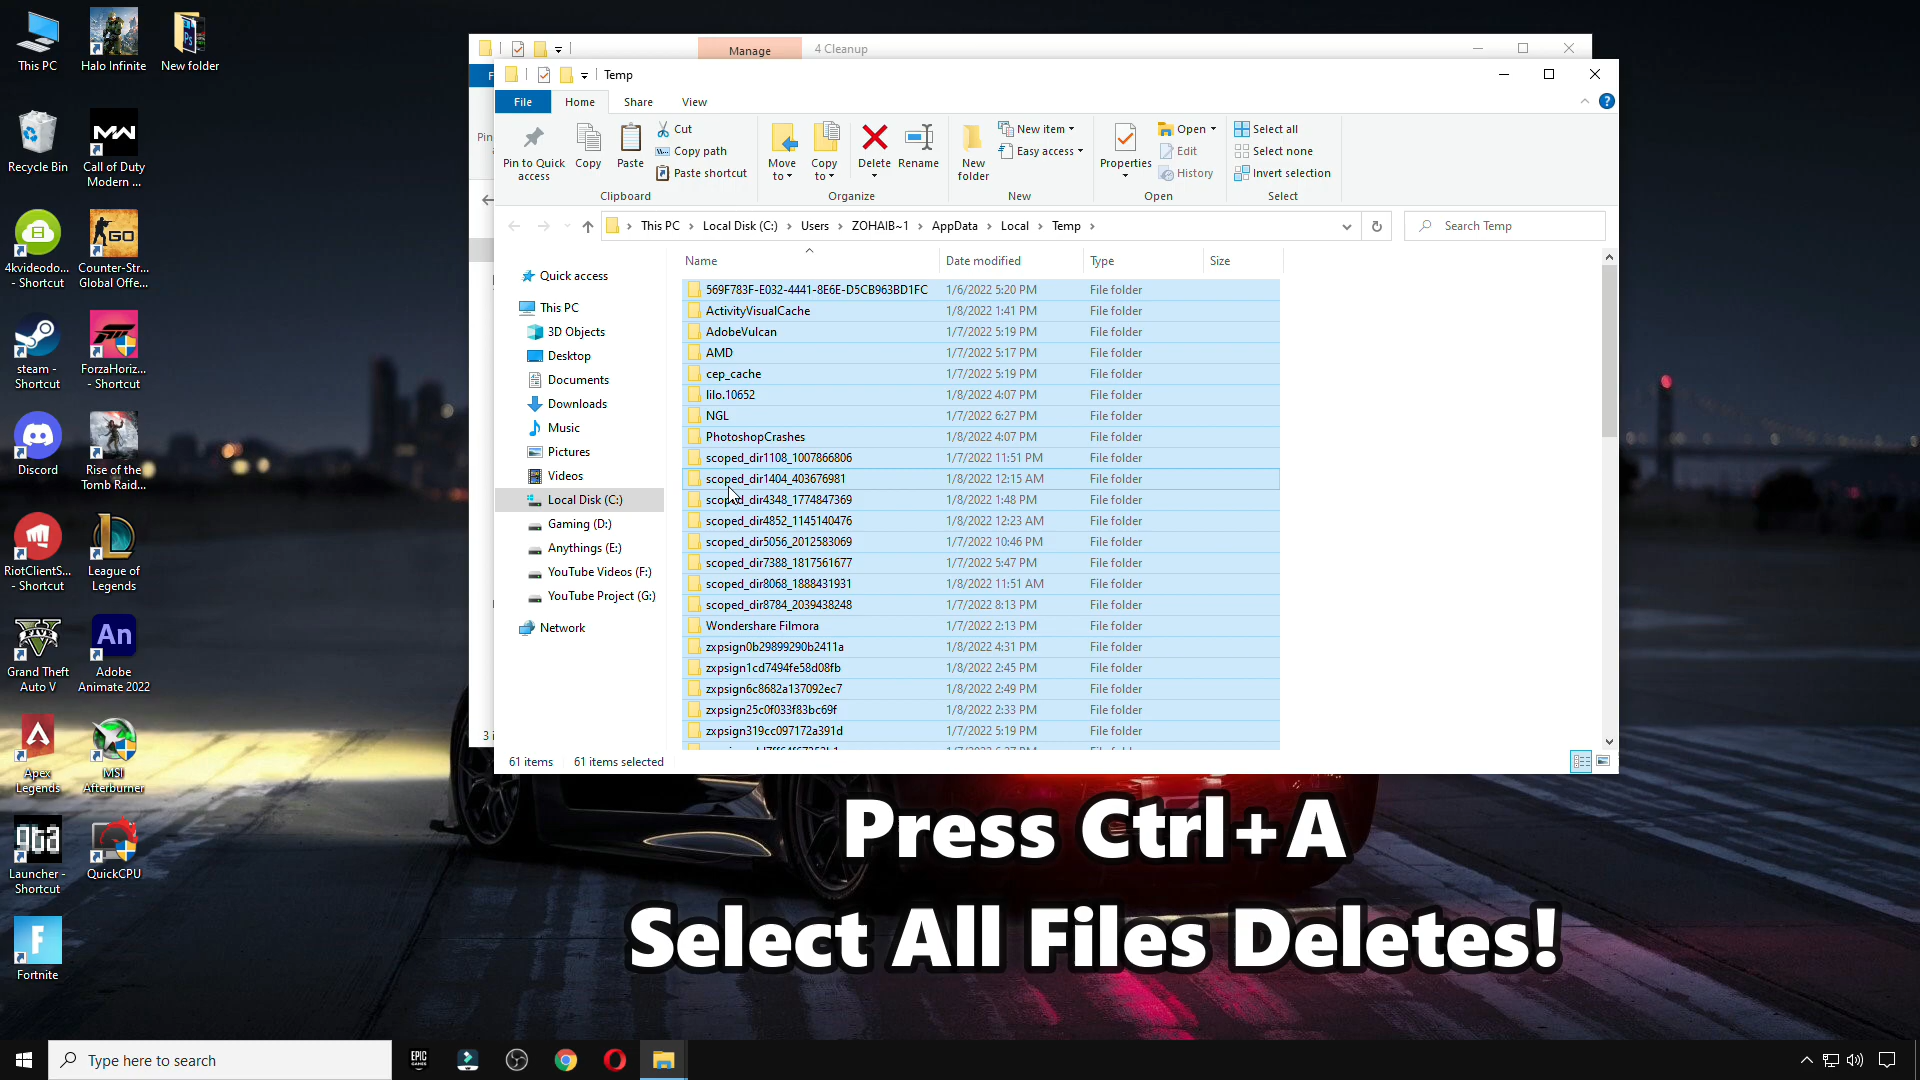 This PC
Halo Infinite
New folder
Recycle Bin
Call of Duty
Modern ...
4kvideodo...
- Shortcut
Counter-Str...
Global Offe...
steam -
Shortcut
ForzaHoriz...
- Shortcut
Discord
Rise of the
Tomb Raid...
RiotClientS...
- Shortcut
League of
Legends
Grand Theft
Auto V
Adobe
Animate 2022
Apex
Legends
MSI
Afterburner
Launcher -
Shortcut
QuickCPU
Fortnite
Manage
4 Cleanup
Temp
File
Home
Share
View
Pin to Quick
access
Copy
Paste
Cut
Copy path
Paste shortcut
Clipboard
Move
to
Copy
to
Delete
Rename
Organize
New
folder
New item
Easy access
New
Properties
Open
Edit
History
Open
Select all
Select none
Invert selection
Select
This PC > Local Disk (C:) > Users > ZOHAIB~1 > AppData > Local > Temp >
Search Temp
Quick access
This PC
3D Objects
Desktop
Documents
Downloads
Music
Pictures
Videos
Local Disk (C:)
Gaming (D:)
Anythings (E:)
YouTube Videos (F:)
YouTube Project (G:)
Network
Name Date modified Type Size
569F783F-E032-4441-8E6E-D5CB963BD1FC 1/6/2022 5:20 PM File folder
ActivityVisualCache 1/8/2022 1:41 PM File folder
AdobeVulcan 1/7/2022 5:19 PM File folder
AMD 1/7/2022 5:17 PM File folder
cep_cache 1/7/2022 5:19 PM File folder
lilo.10652 1/8/2022 4:07 PM File folder
NGL 1/7/2022 6:27 PM File folder
PhotoshopCrashes 1/8/2022 4:07 PM File folder
scoped_dir1108_1007866806 1/7/2022 11:51 PM File folder
scoped_dir1404_403676981 1/8/2022 12:15 AM File folder
scoped_dir4348_1774847369 1/8/2022 1:48 PM File folder
scoped_dir4852_1145140476 1/8/2022 12:23 AM File folder
scoped_dir5056_2012583069 1/7/2022 10:46 PM File folder
scoped_dir7388_1817561677 1/7/2022 5:47 PM File folder
scoped_dir8068_1888431931 1/8/2022 11:51 AM File folder
scoped_dir8784_2039438248 1/7/2022 8:13 PM File folder
Wondershare Filmora 1/7/2022 2:13 PM File folder
zxpsign0b29899290b2411a 1/8/2022 4:31 PM File folder
zxpsign1cd7494fe58d08fb 1/8/2022 2:45 PM File folder
zxpsign6c8682a137092ec7 1/8/2022 2:49 PM File folder
zxpsign25c0f033f83bc69f 1/8/2022 2:33 PM File folder
zxpsign319cc097172a391d 1/7/2022 5:19 PM File folder
61 items 61 items selected
Press Ctrl+A
Select All Files Deletes!
Type here to search